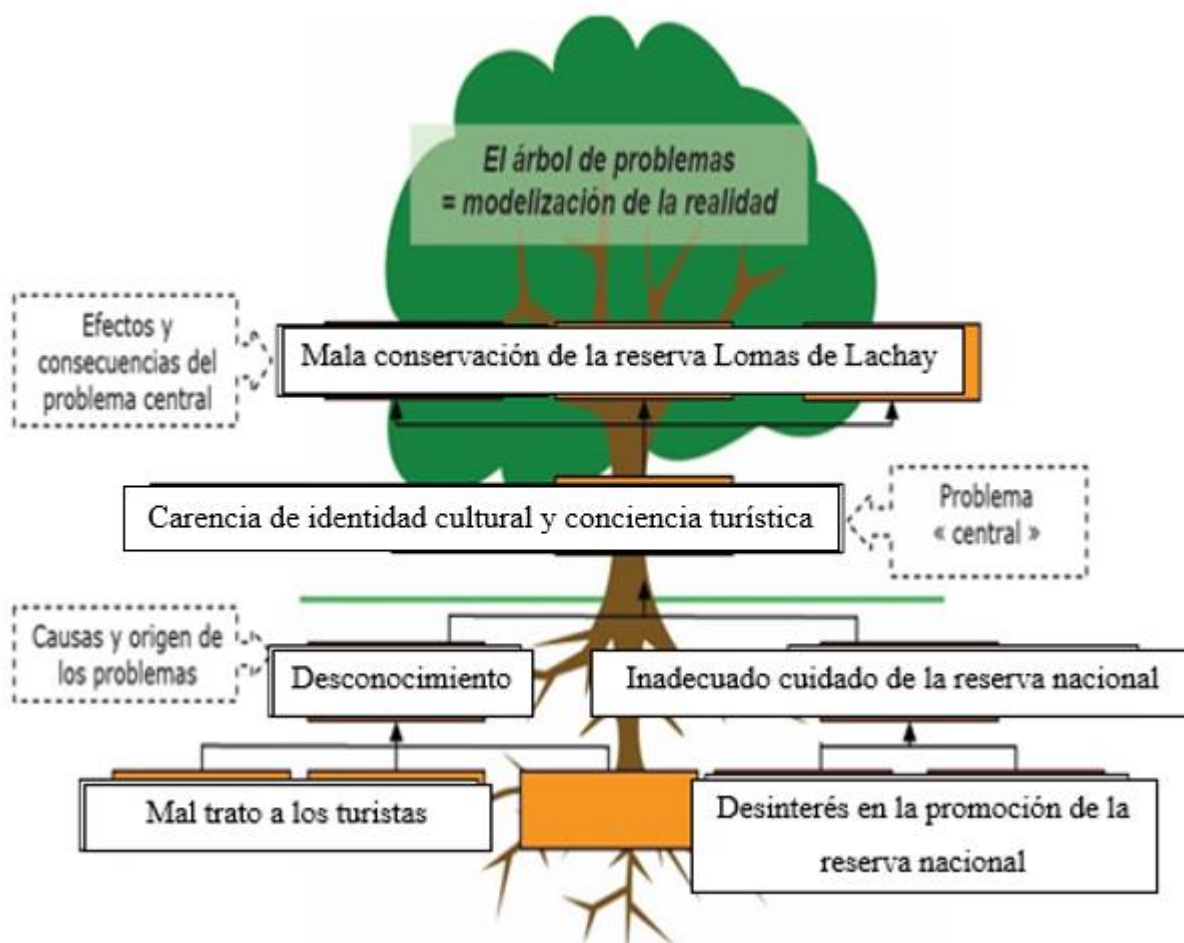 El árbol de problemas
= modelización de la realidad
Efectos y
consecuencias del
problema central
Mala conservación de la reserva Lomas de Lachay
Carencia de identidad cultural y conciencia turística
Problema
« central »
Causas y origen de
los problemas
Desconocimiento
Inadecuado cuidado de la reserva nacional
Mal trato a los turistas
Desinterés en la promoción de la
reserva nacional